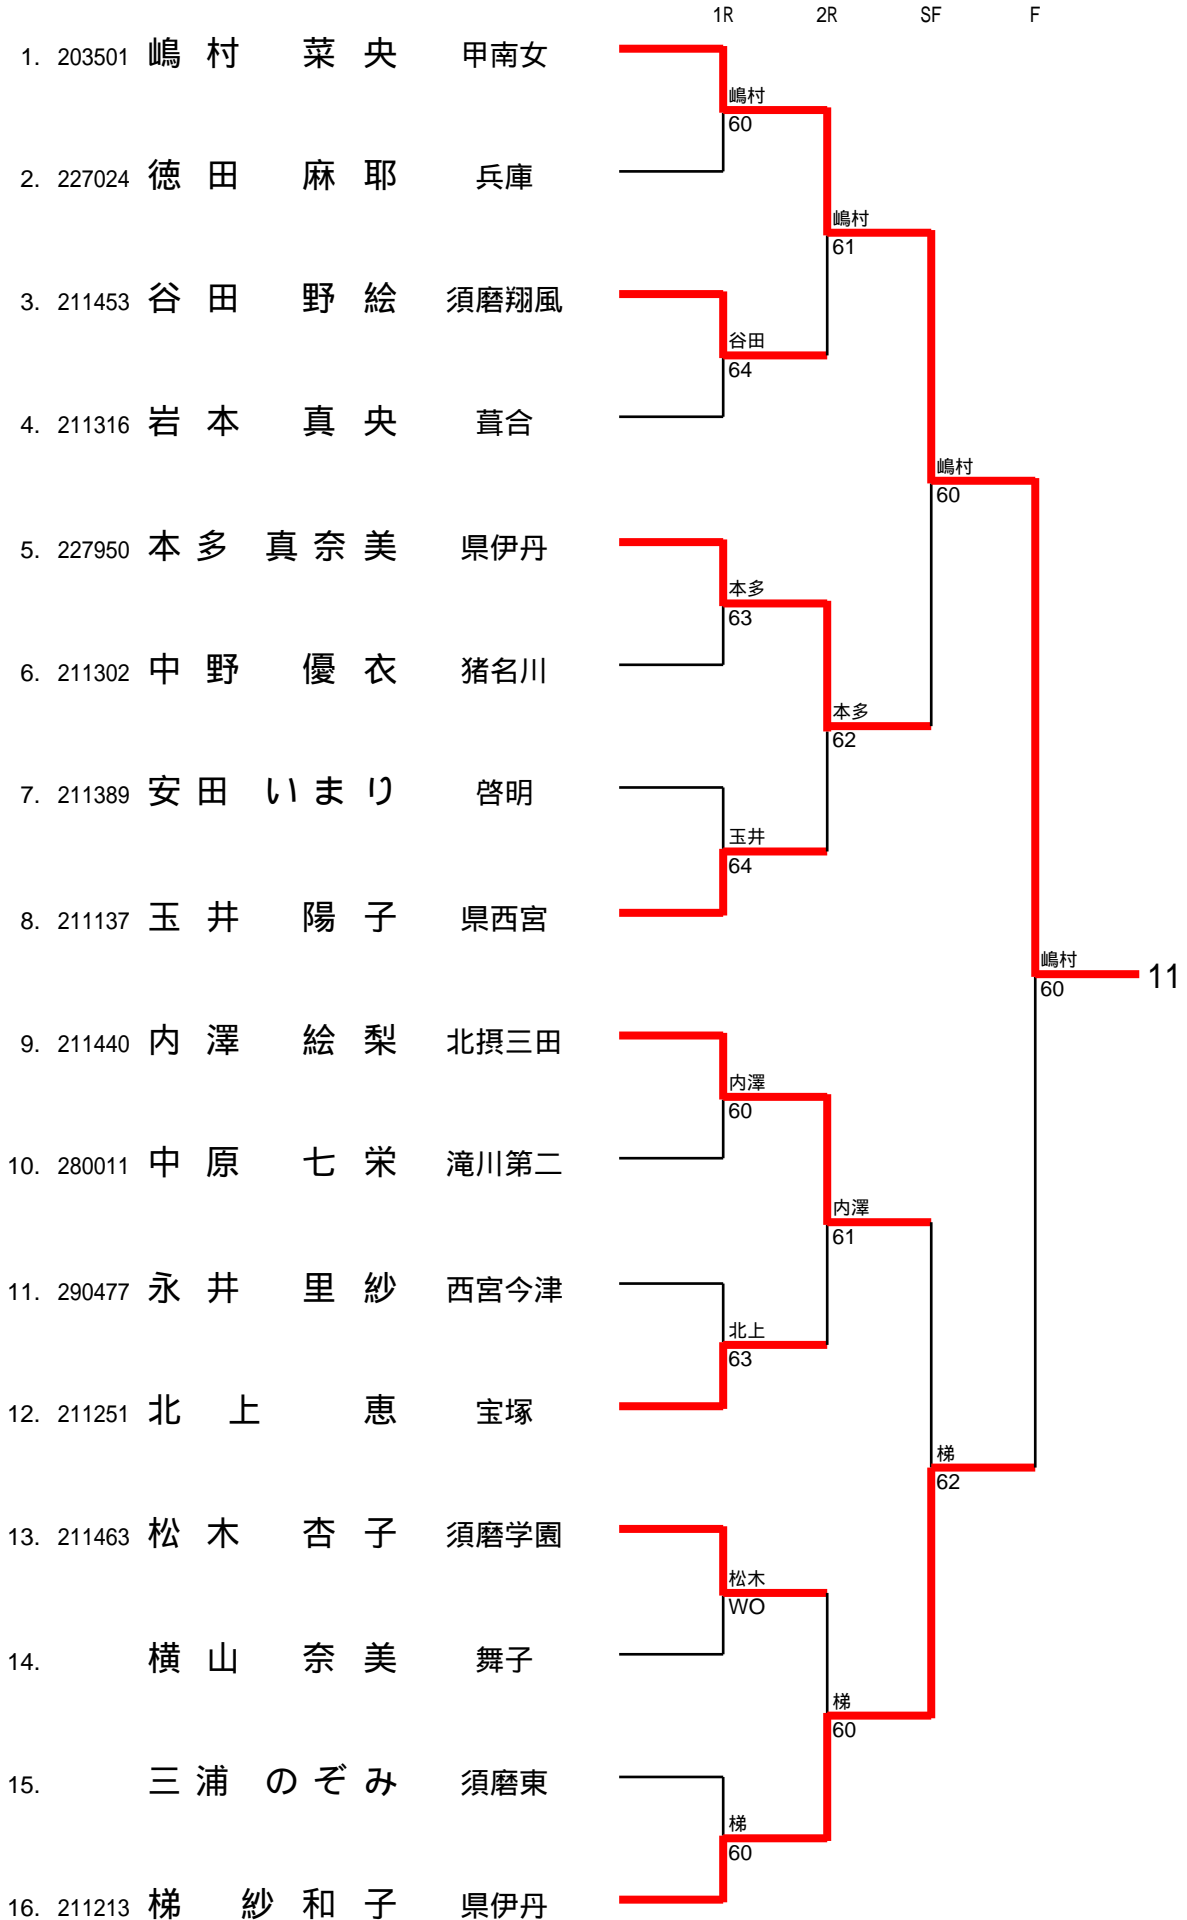 1R 2R SF F
1. 203501 嶋村 菜央 甲南女
嶋村
60
2. 227024 徳田 麻耶 兵庫
嶋村
61
3. 211453 谷田 野絵 須磨翔風
谷田
64
4. 211316 岩本 真央 葺合
嶋村
60
5. 227950 本多 真奈美 県伊丹
本多
63
6. 211302 中野 優衣 猪名川
本多
62
7. 211389 安田 いまり 啓明
玉井
64
8. 211137 玉井 陽子 県西宮
嶋村
60
11
9. 211440 内澤 絵梨 北摂三田
内澤
60
10. 280011 中原 七栄 滝川第二
内澤
61
11. 290477 永井 里紗 西宮今津
北上
63
12. 211251 北上 恵 宝塚
梯
62
13. 211463 松木 杏子 須磨学園
松木
WO
14. 横山 奈美 舞子
梯
60
15. 三浦 のぞみ 須磨東
梯
60
16. 211213 梯 紗和子 県伊丹